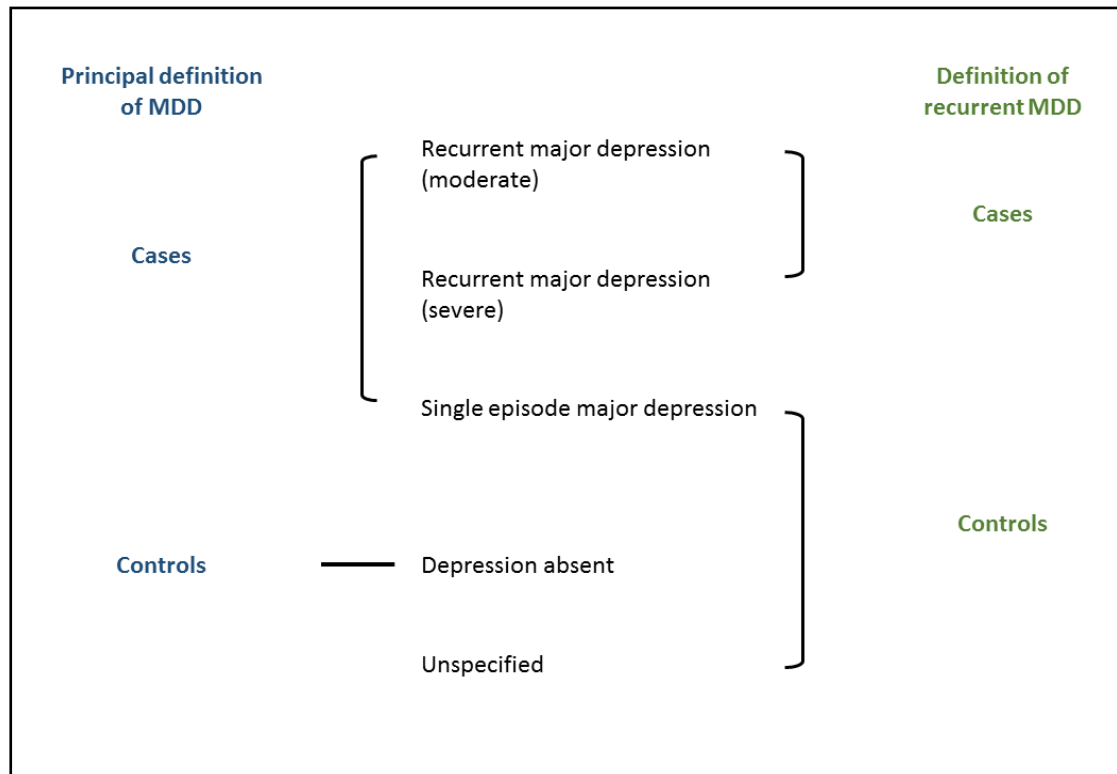 Principal definition
of MDD
Definition of
recurrent MDD
Recurrent major depression
(moderate)
Cases
Cases
Recurrent major depression
(severe)
Single episode major depression
Controls
Controls
Depression absent
Unspecified